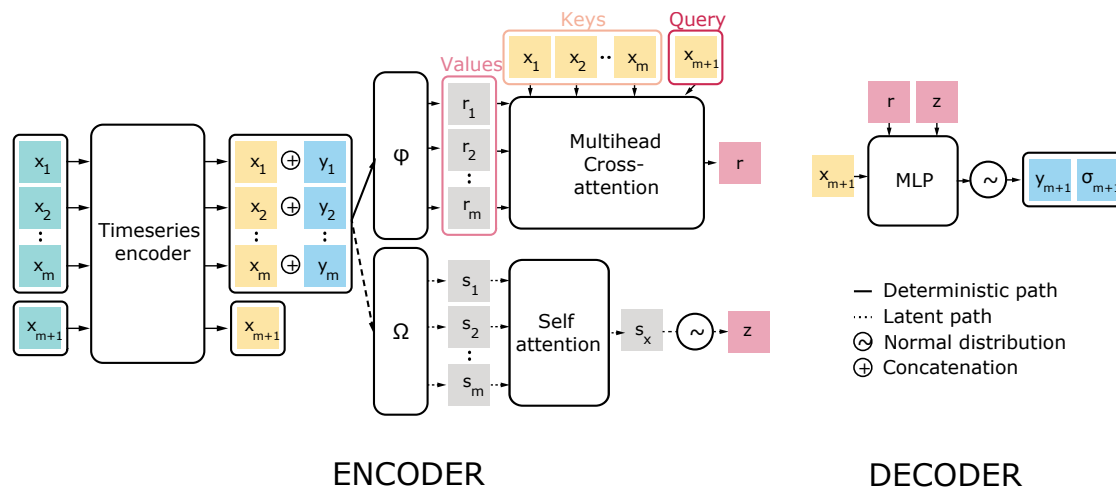 Keys
Query
x1 x2 ·· xm
xm+1
Values
x1
x2
⋮
xm
xm+1
Timeseries
encoder
x1 + y1
x2 + y2
⋮ ⋮
xm + ym
xm+1
φ
r1
r2
⋮
rm
Multihead
Cross-
attention
r
Ω
s1
s2
⋮
sm
Self
attention
sx
~
z
ENCODER
r z
xm+1
MLP
~
ym+1 σm+1
Deterministic path
Latent path
~ Normal distribution
+ Concatenation
DECODER